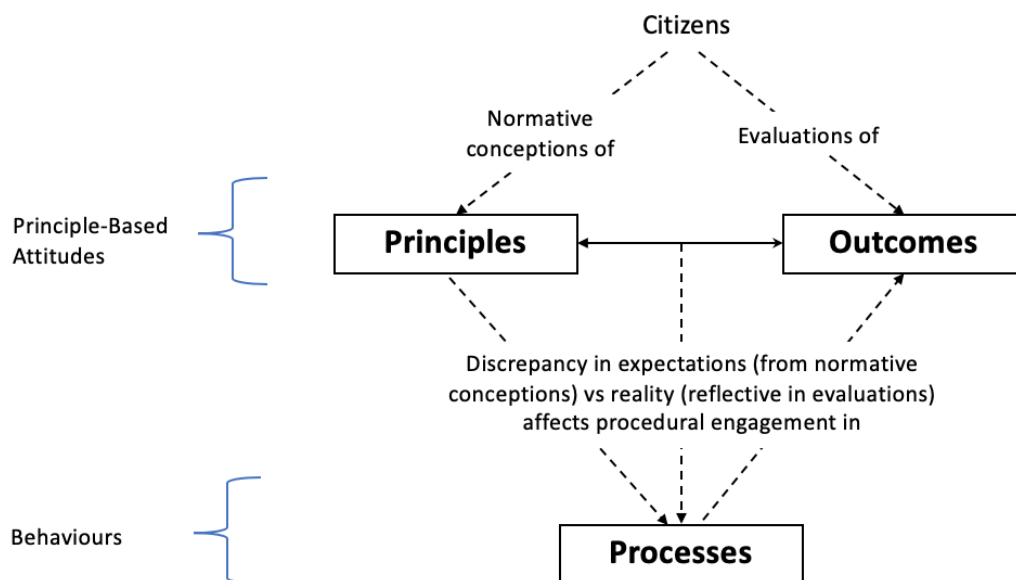 Citizens
Normative
conceptions of
Evaluations of
Principle-Based
Attitudes
Principles
Outcomes
Discrepancy in expectations (from normative
conceptions) vs reality (reflective in evaluations)
affects procedural engagement in
Behaviours
Processes